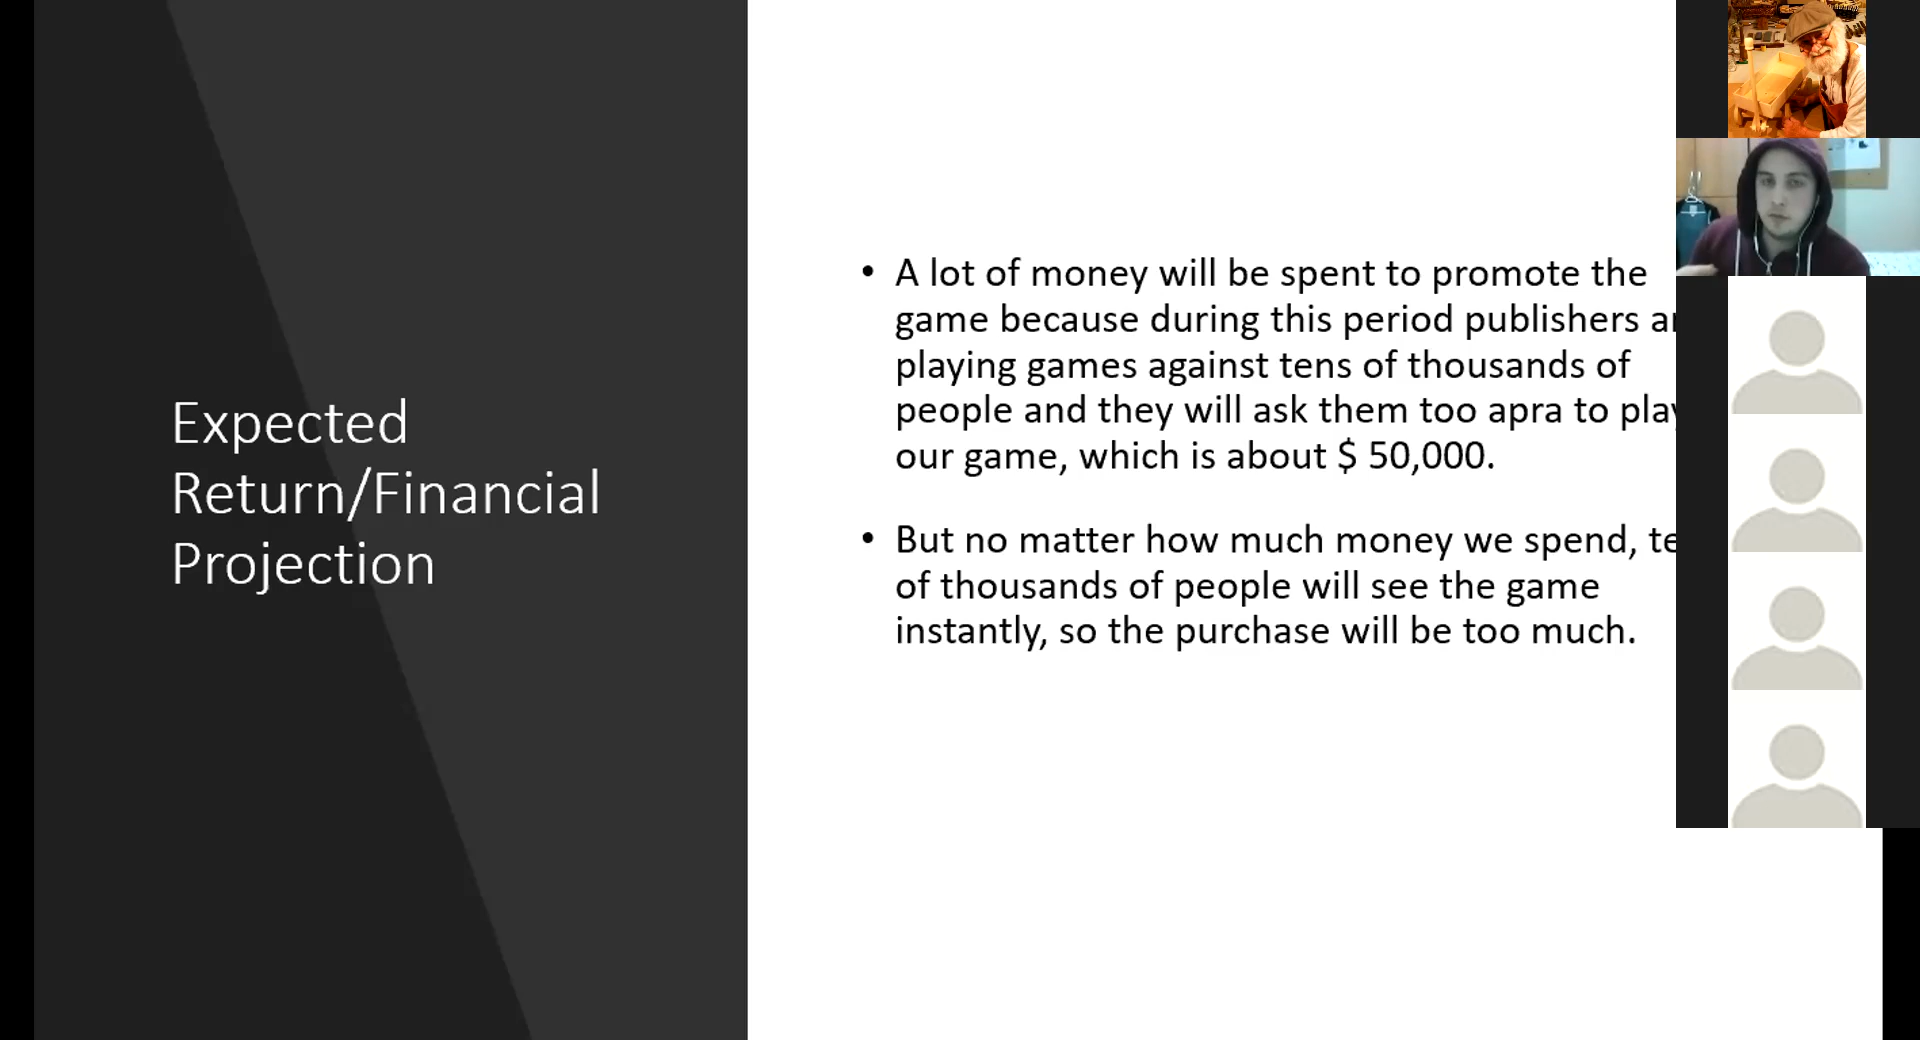 Expected
Return/Financial
Projection
• A lot of money will be spent to promote the
game because during this period publishers
playing games against tens of thousands of
people and they will ask them too apra to play
our game, which is about $ 50,000.
• But no matter how much money we spend,
of thousands of people will see the game
instantly, so the purchase will be too much.